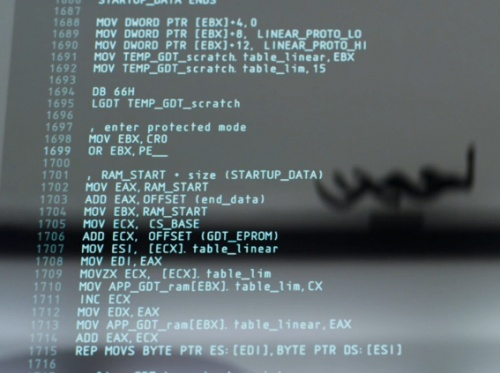 STARTUP_DATA ENDS
1687
1688 MOV DWORD PTR [EBX]+4,0
1689 MOV DWORD PTR [EBX]+8, LINEAR_PROTO_LO
1690 MOV DWORD PTR [EBX]+12, LINEAR_PROTO_HI
1691 MOV TEMP_GDT_scratch. table_linear,EBX
1692 MOV TEMP_GDT_scratch. table_lim,15
1693
1694 DB 66H
1695 LGDT TEMP_GDT_scratch
1696
1697 , enter protected mode
1698 MOV EBX,CR0
1699 OR EBX,PE__
1700
1701 , RAM_START + size (STARTUP_DATA)
1702 MOV EAX,RAM_START
1703 ADD EAX,OFFSET (end_data)
1704 MOV EBX,RAM_START
1705 MOV ECX, CS_BASE
1706 ADD ECX, OFFSET (GDT_EPROM)
1707 MOV ESI, [ECX]. table_linear
1708 MOV EDI,EAX
1709 MOVZX ECX, [ECX]. table_lim
1710 MOV APP_GDT_ram[EBX]. table_lim,CX
1711 INC ECX
1712 MOV EDX,EAX
1713 MOV APP_GDT_ram[EBX]. table_linear,EAX
1714 ADD EAX,ECX
1715 REP MOVS BYTE PTR ES:[EDI],BYTE PTR DS:[ESI]
1716